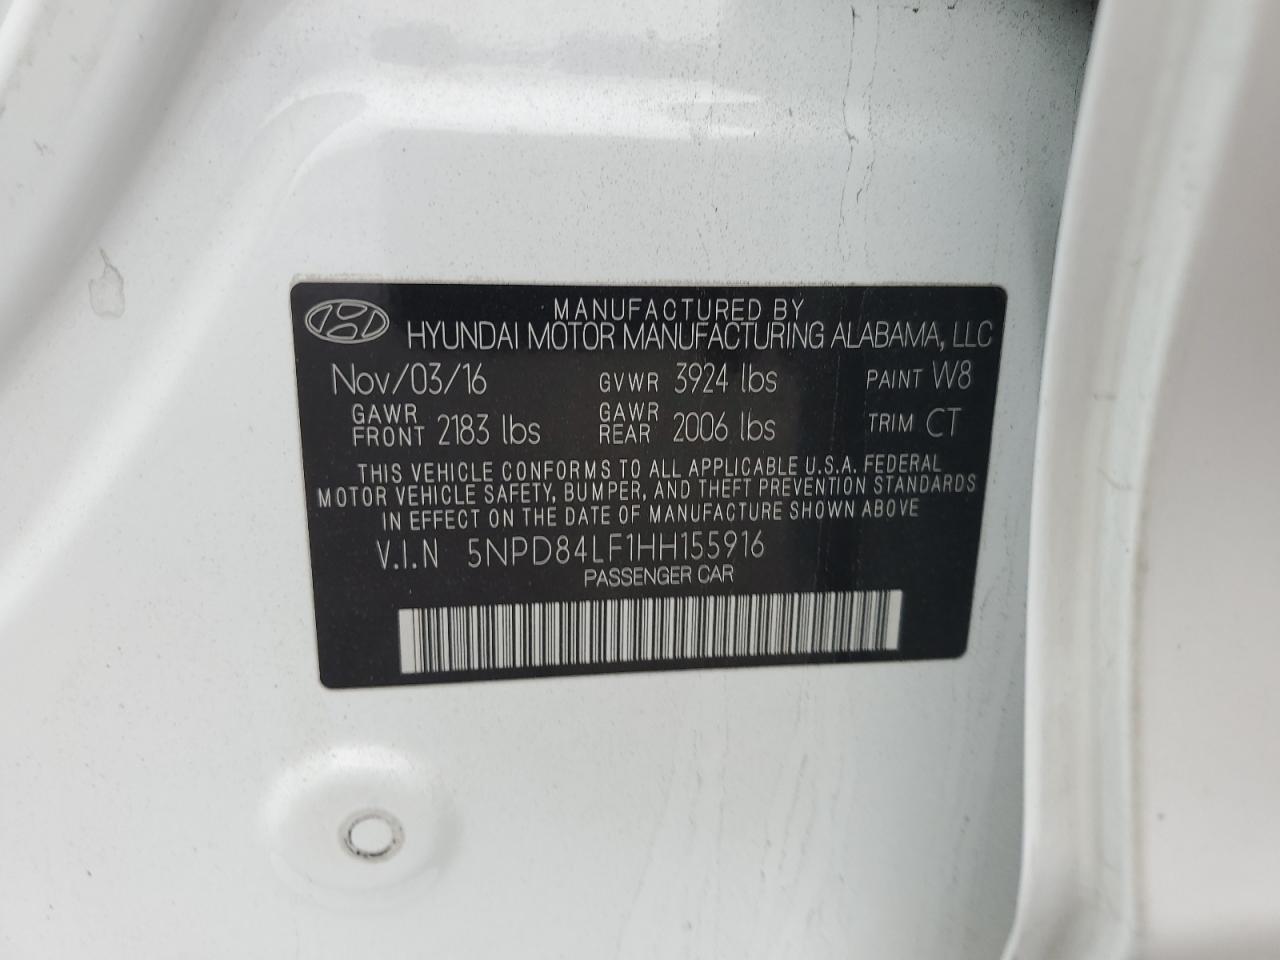 MANUFACTURED BY
HYUNDAI MOTOR MANUFACTURING ALABAMA, LLC
Nov/03/16 GVWR 3924 lbs PAINT W8
GAWR FRONT 2183 lbs GAWR REAR 2006 lbs TRIM CT
THIS VEHICLE CONFORMS TO ALL APPLICABLE U.S.A. FEDERAL
MOTOR VEHICLE SAFETY, BUMPER, AND THEFT PREVENTION STANDARDS
IN EFFECT ON THE DATE OF MANUFACTURE SHOWN ABOVE
V.I.N 5NPD84LF1HH155916
PASSENGER CAR